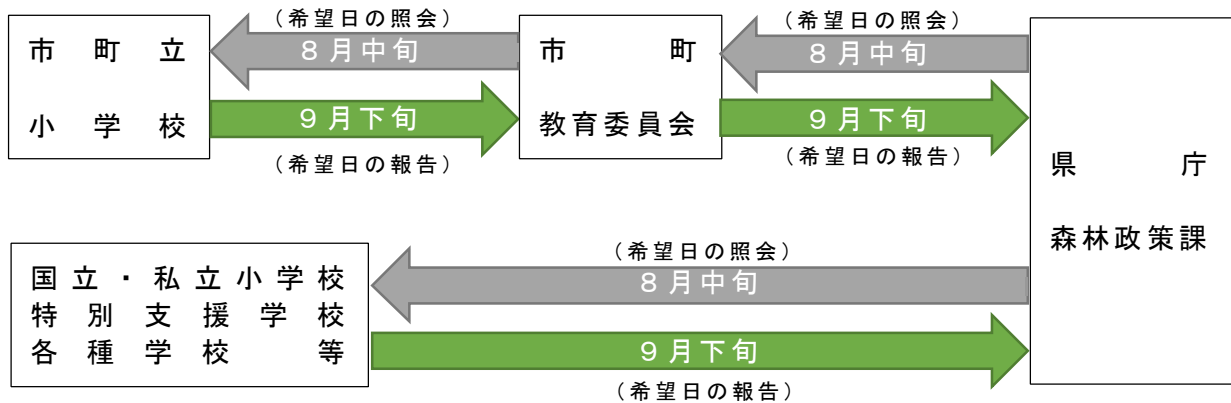 （希望日の照会）
（希望日の照会）
市町立
小学校
８月中旬
市町
教育委員会
８月中旬
９月下旬
９月下旬
（希望日の報告）
（希望日の報告）
県庁
森林政策課
国立・私立小学校
特別支援学校
各種学校等
（希望日の照会）
８月中旬
９月下旬
（希望日の報告）